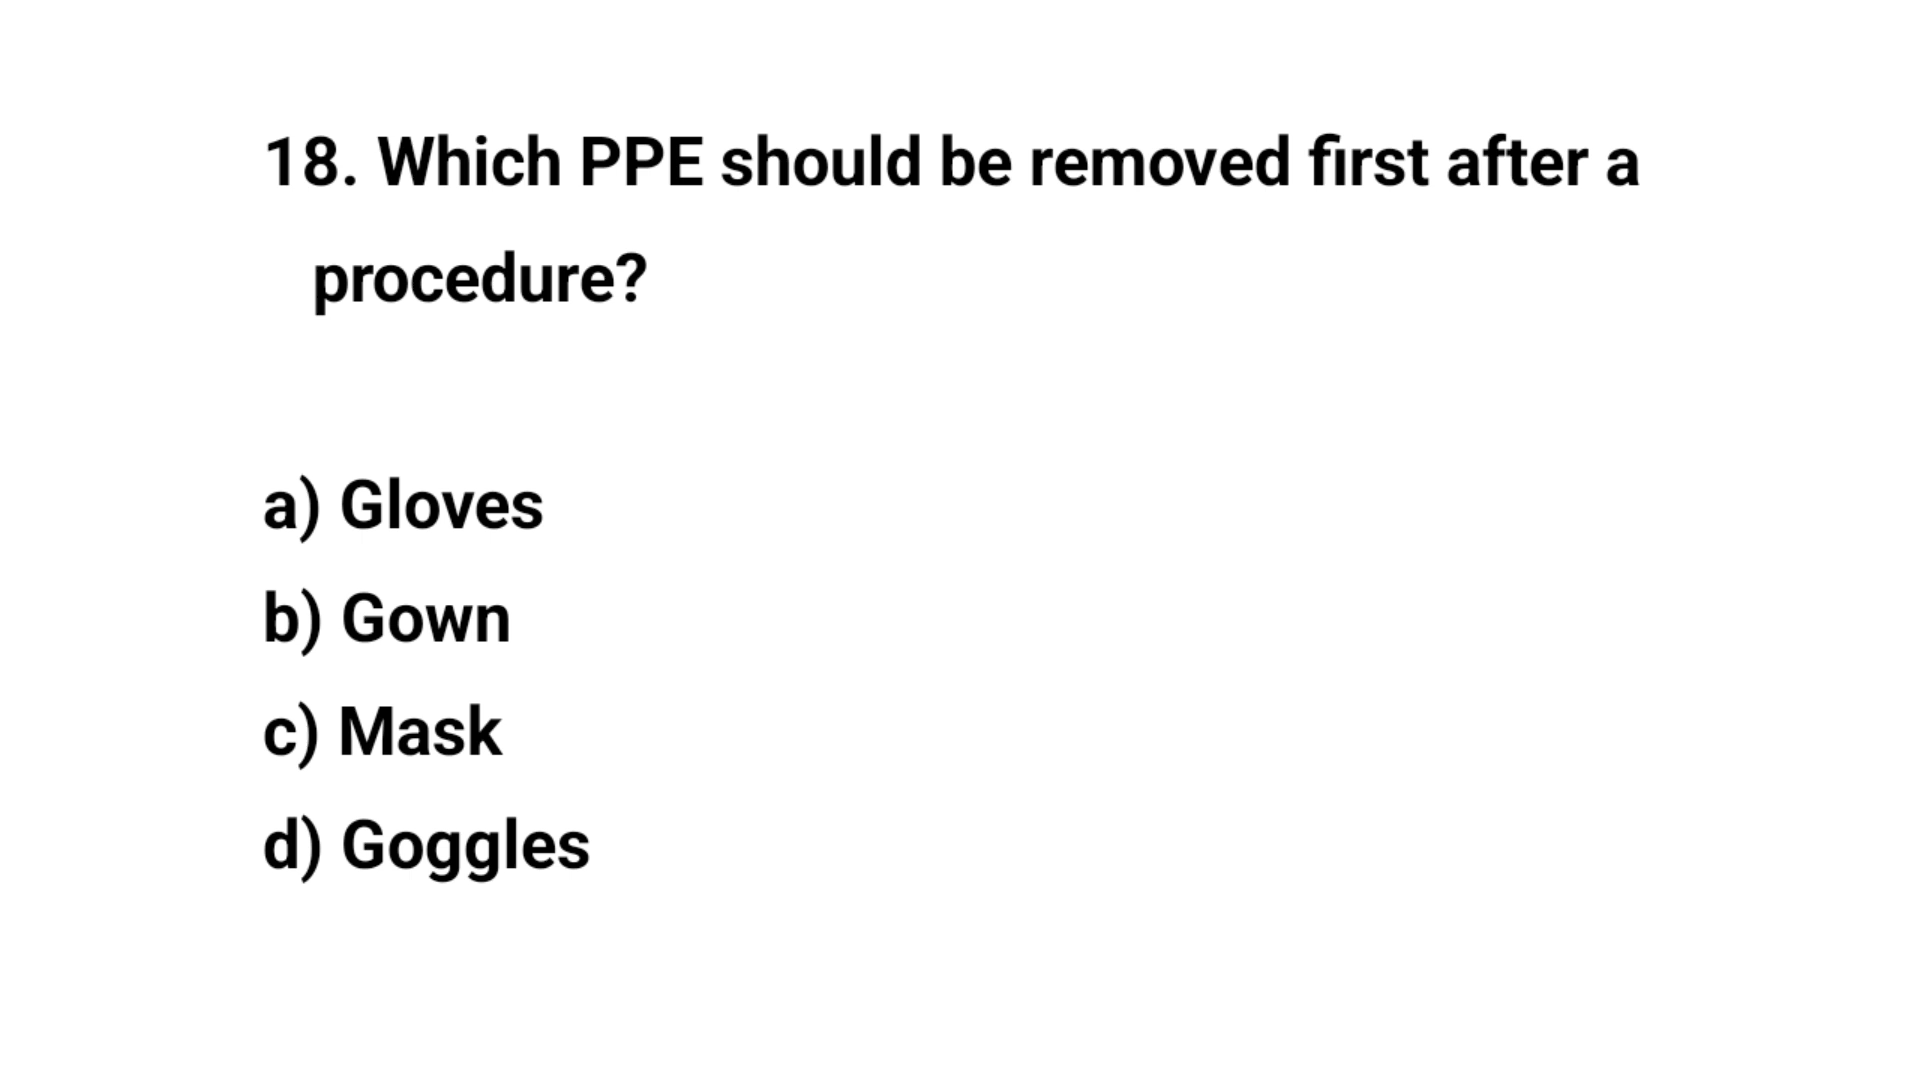 18. Which PPE should be removed first after a
procedure?
a) Gloves
b) Gown
c) Mask
d) Goggles